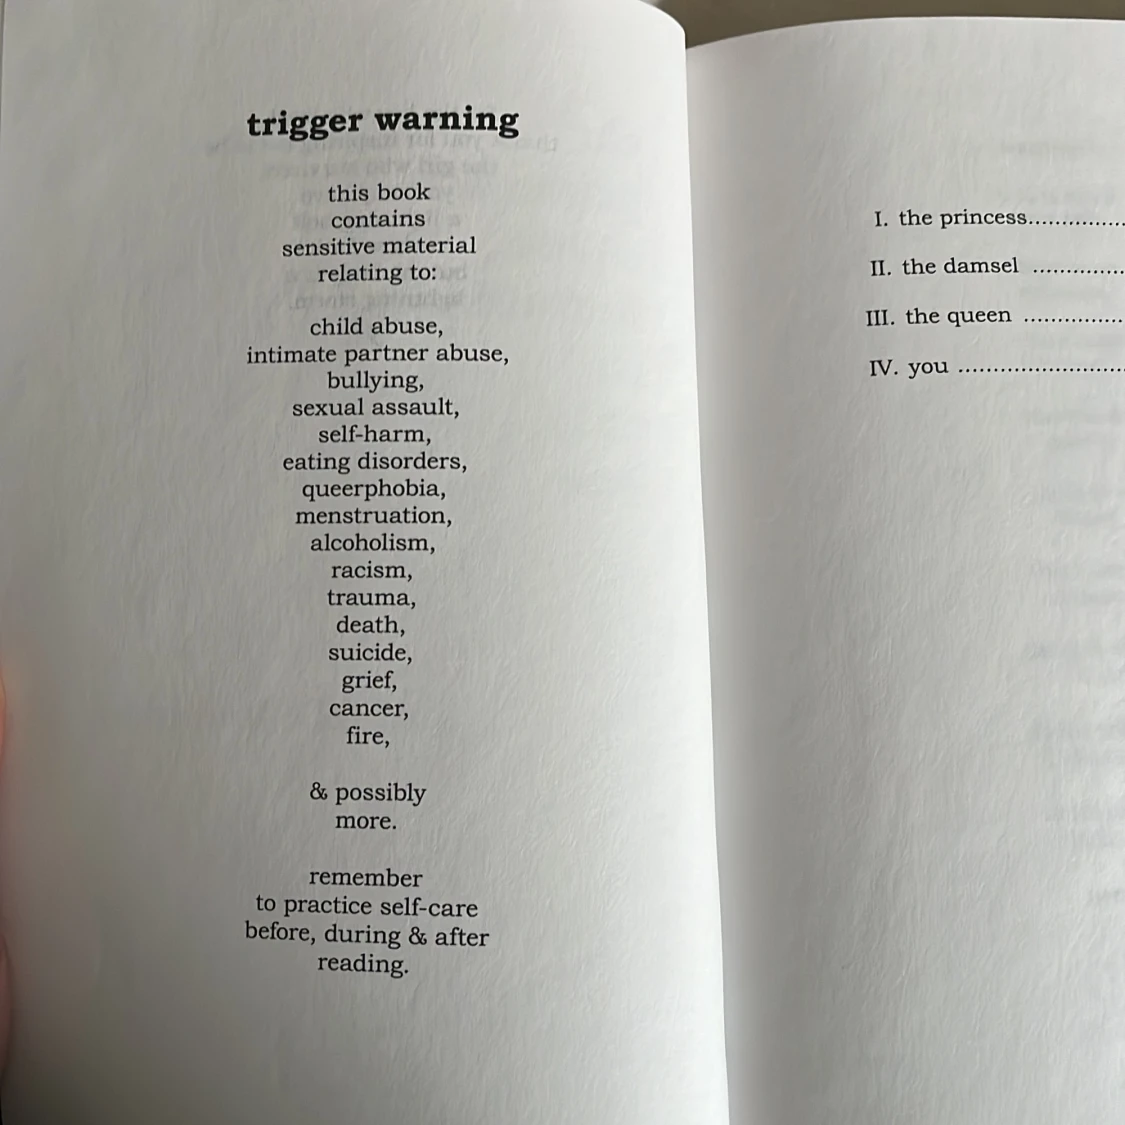 trigger warning
this book
contains
sensitive material
relating to:
child abuse,
intimate partner abuse,
bullying,
sexual assault,
self-harm,
eating disorders,
queerphobia,
menstruation,
alcoholism,
racism,
trauma,
death,
suicide,
grief,
cancer,
fire,
& possibly
more.
remember
to practice self-care
before, during & after
reading.
I. the princess...............
II. the damsel ..............
III. the queen ...............
IV. you .........................